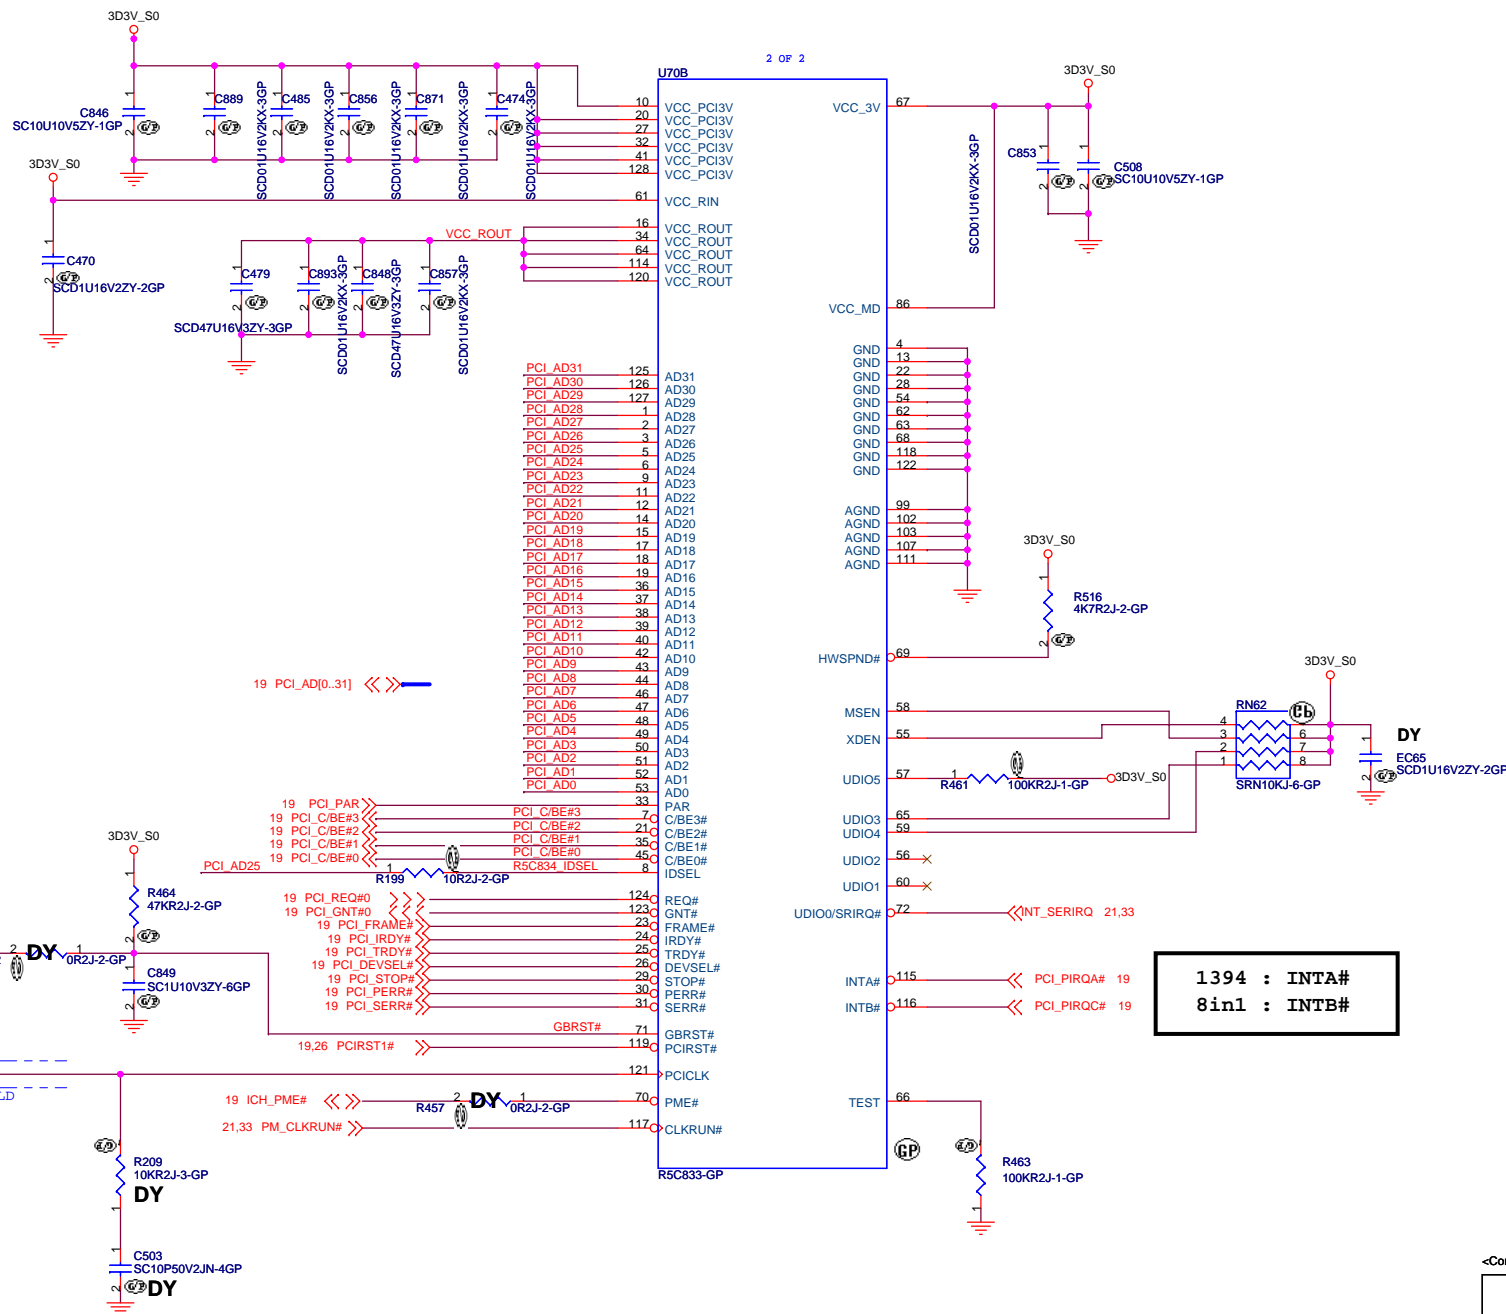 3D3V_S0
C846
SC10U10V5ZY-1GP
C889
SCD01U16V2KX-3GP
C485
SCD01U16V2KX-3GP
C856
SCD01U16V2KX-3GP
C871
SCD01U16V2KX-3GP
C474
SCD01U16V2KX-3GP
3D3V_S0
C470
SCD1U16V2ZY-2GP
C479
SCD47U16V3ZY-3GP
C893
SCD01U16V2KX-3GP
C848
SCD47U16V3ZY-3GP
C857
SCD01U16V2KX-3GP
VCC_ROUT
2 OF 2
U70B
10 VCC_PCI3V
20 VCC_PCI3V
27 VCC_PCI3V
32 VCC_PCI3V
41 VCC_PCI3V
128 VCC_PCI3V
61 VCC_RIN
16 VCC_ROUT
34 VCC_ROUT
64 VCC_ROUT
114 VCC_ROUT
120 VCC_ROUT
PCI_AD31 125 AD31
PCI_AD30 126 AD30
PCI_AD29 127 AD29
PCI_AD28 1 AD28
PCI_AD27 2 AD27
PCI_AD26 3 AD26
PCI_AD25 5 AD25
PCI_AD24 6 AD24
PCI_AD23 9 AD23
PCI_AD22 11 AD22
PCI_AD21 12 AD21
PCI_AD20 14 AD20
PCI_AD19 15 AD19
PCI_AD18 17 AD18
PCI_AD17 18 AD17
PCI_AD16 19 AD16
PCI_AD15 36 AD15
PCI_AD14 37 AD14
PCI_AD13 38 AD13
PCI_AD12 39 AD12
PCI_AD11 40 AD11
PCI_AD10 42 AD10
PCI_AD9 43 AD9
PCI_AD8 44 AD8
PCI_AD7 46 AD7
PCI_AD6 47 AD6
PCI_AD5 48 AD5
PCI_AD4 49 AD4
PCI_AD3 50 AD3
PCI_AD2 51 AD2
PCI_AD1 52 AD1
PCI_AD0 53 AD0
19 PCI_AD[0..31]
19 PCI_PAR 33 PAR
19 PCI_C/BE#3 PCI_C/BE#3 7 C/BE3#
19 PCI_C/BE#2 PCI_C/BE#2 21 C/BE2#
19 PCI_C/BE#1 PCI_C/BE#1 35 C/BE1#
19 PCI_C/BE#0 PCI_C/BE#0 45 C/BE0#
PCI_AD25 1 R199 10R2J-2-GP R5C834_IDSEL 8 IDSEL
19 PCI_REQ#0 124 REQ#
19 PCI_GNT#0 123 GNT#
19 PCI_FRAME# 23 FRAME#
19 PCI_IRDY# 24 IRDY#
19 PCI_TRDY# 25 TRDY#
19 PCI_DEVSEL# 26 DEVSEL#
19 PCI_STOP# 29 STOP#
19 PCI_PERR# 30 PERR#
19 PCI_SERR# 31 SERR#
GBRST# 71 GBRST#
19,26 PCIRST1# 119 PCIRST#
121 PCICLK
19 ICH_PME# R457 2 DY 1 0R2J-2-GP 70 PME#
21,33 PM_CLKRUN# 117 CLKRUN#
R5C833-GP
3D3V_S0
R464
47KR2J-2-GP
2 DY 1 0R2J-2-GP
C849
SC1U10V3ZY-6GP
LD
R209
10KR2J-3-GP
DY
C503
SC10P50V2JN-4GP
DY
VCC_3V 67
VCC_MD 86
3D3V_S0
C853
SCD01U16V2KX-3GP
C508
SC10U10V5ZY-1GP
GND 4
GND 13
GND 22
GND 28
GND 54
GND 62
GND 63
GND 68
GND 118
GND 122
AGND 99
AGND 102
AGND 103
AGND 107
AGND 111
3D3V_S0
R516
4K7R2J-2-GP
HWSPND# 69
MSEN 58
XDEN 55
UDIO5 57 1 R461 100KR2J-1-GP 3D3V_S0
UDIO3 65
UDIO4 59
UDIO2 56
UDIO1 60
UDIO0/SRIRQ# 72 INT_SERIRQ 21,33
3D3V_S0
RN62
4
3 6
2 7
1 8
SRN10KJ-6-GP
DY
EC65
SCD1U16V2ZY-2GP
INTA# 115 PCI_PIRQA# 19
INTB# 116 PCI_PIRQC# 19
1394 : INTA#
8in1 : INTB#
TEST 66
GP
R463
100KR2J-1-GP